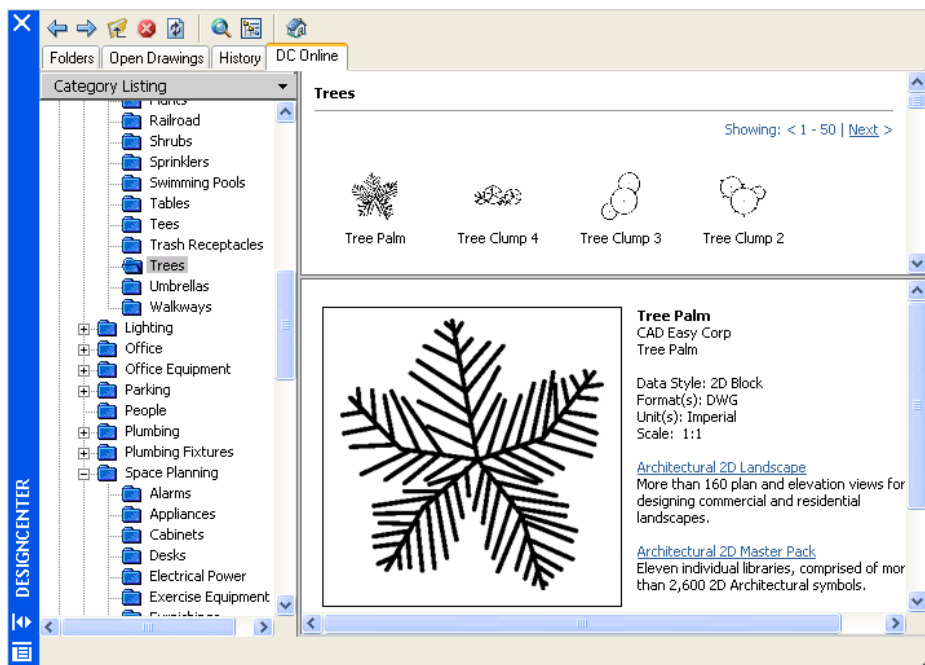 Folders
Open Drawings
History
DC Online
Category Listing
Plants
Railroad
Shrubs
Sprinklers
Swimming Pools
Tables
Tees
Trash Receptacles
Trees
Umbrellas
Walkways
Lighting
Office
Office Equipment
Parking
People
Plumbing
Plumbing Fixtures
Space Planning
Alarms
Appliances
Cabinets
Desks
Electrical Power
Exercise Equipment
Furnishings
DESIGNCENTER
Trees
Showing: < 1 - 50 | Next >
Tree Palm
Tree Clump 4
Tree Clump 3
Tree Clump 2
Tree Palm
CAD Easy Corp
Tree Palm
Data Style: 2D Block
Format(s): DWG
Unit(s): Imperial
Scale: 1:1
Architectural 2D Landscape
More than 160 plan and elevation views for
designing commercial and residential
landscapes.
Architectural 2D Master Pack
Eleven individual libraries, comprised of mor
than 2,600 2D Architectural symbols.